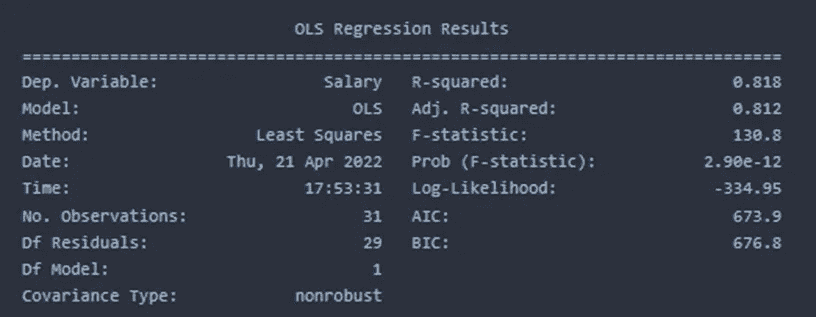 OLS Regression Results
==============================================================================
Dep. Variable: Salary R-squared: 0.818
Model: OLS Adj. R-squared: 0.812
Method: Least Squares F-statistic: 130.8
Date: Thu, 21 Apr 2022 Prob (F-statistic): 2.90e-12
Time: 17:53:31 Log-Likelihood: -334.95
No. Observations: 31 AIC: 673.9
Df Residuals: 29 BIC: 676.8
Df Model: 1
Covariance Type: nonrobust